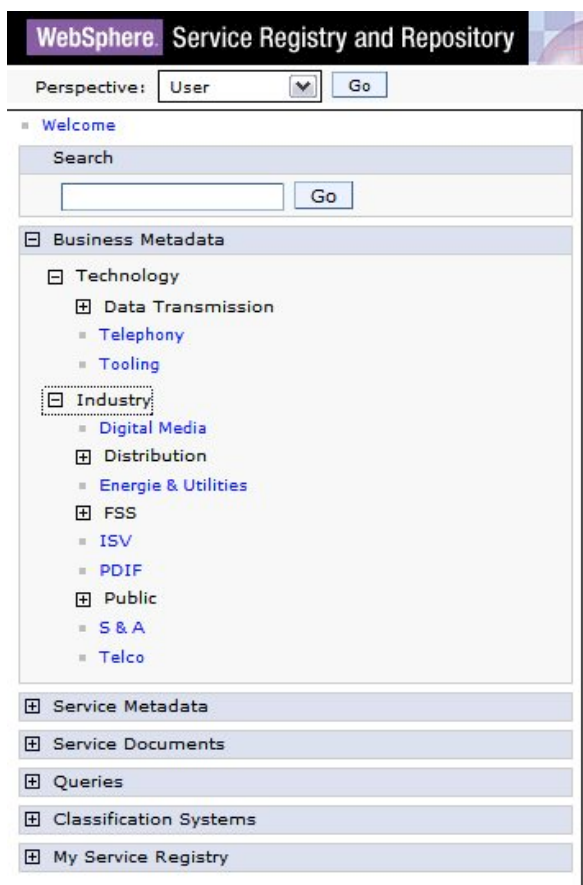 WebSphere. Service Registry and Repository
Perspective: User Go
Welcome
Search
Go
Business Metadata
Technology
Data Transmission
Telephony
Tooling
Industry
Digital Media
Distribution
Energie & Utilities
FSS
ISV
PDIF
Public
S & A
Telco
Service Metadata
Service Documents
Queries
Classification Systems
My Service Registry